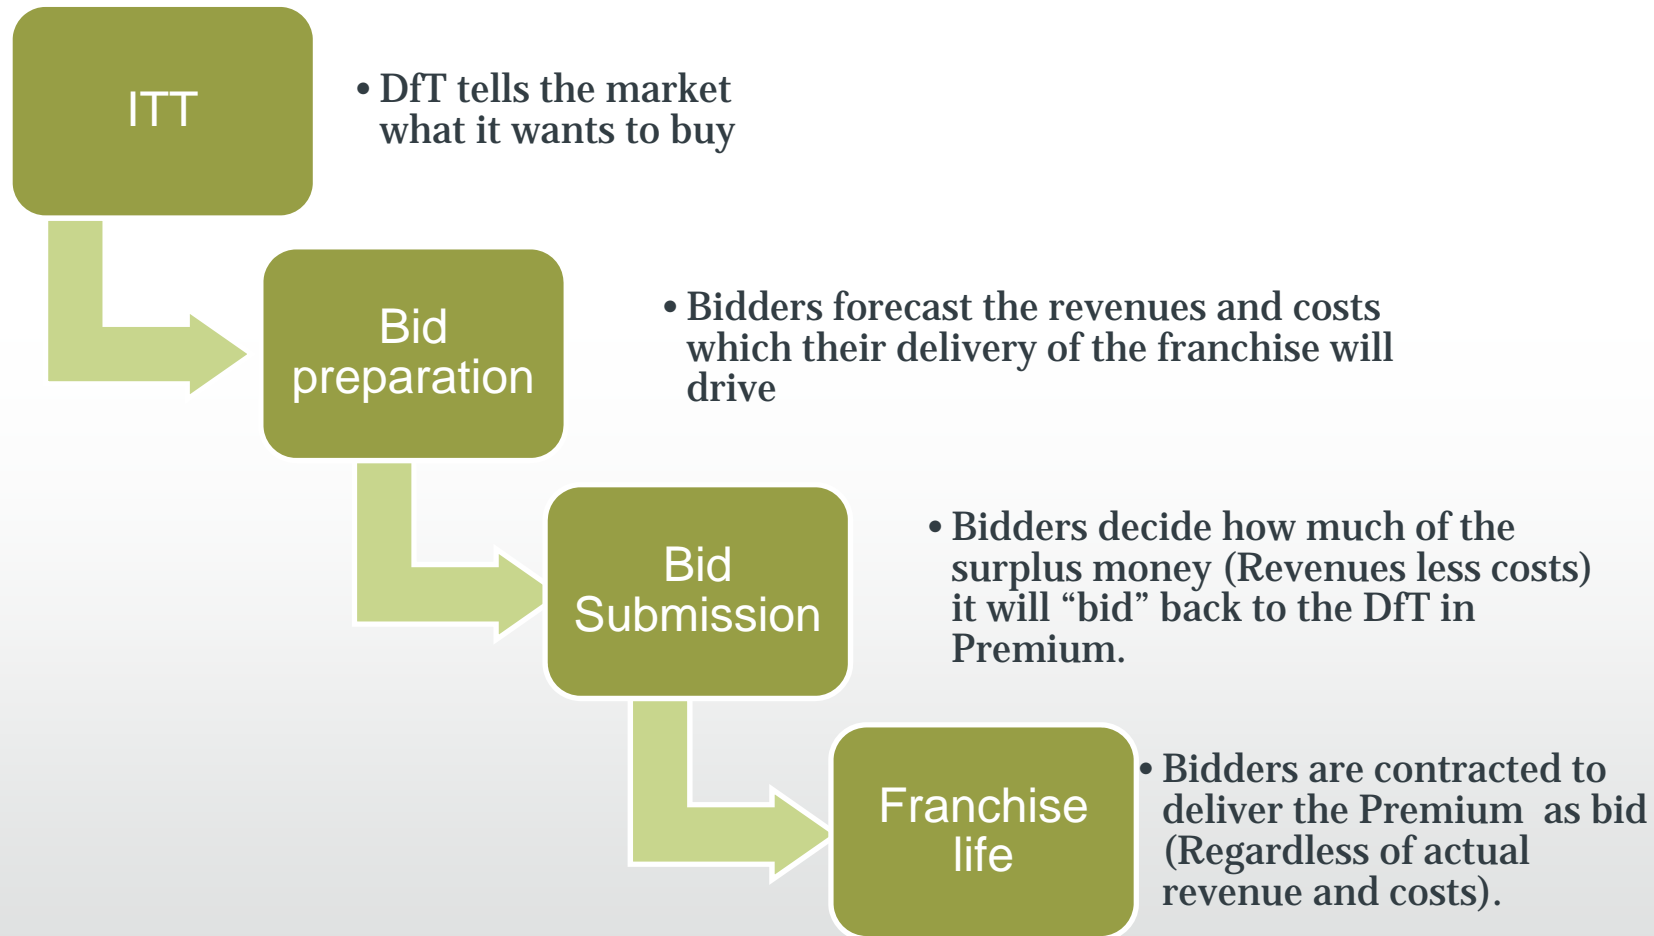 ITT
• DfT tells the market
what it wants to buy
Bid
preparation
• Bidders forecast the revenues and costs
which their delivery of the franchise will
drive
Bid
Submission
• Bidders decide how much of the
surplus money (Revenues less costs)
it will “bid” back to the DfT in
Premium.
Franchise
life
• Bidders are contracted to
deliver the Premium as bid
(Regardless of actual
revenue and costs).